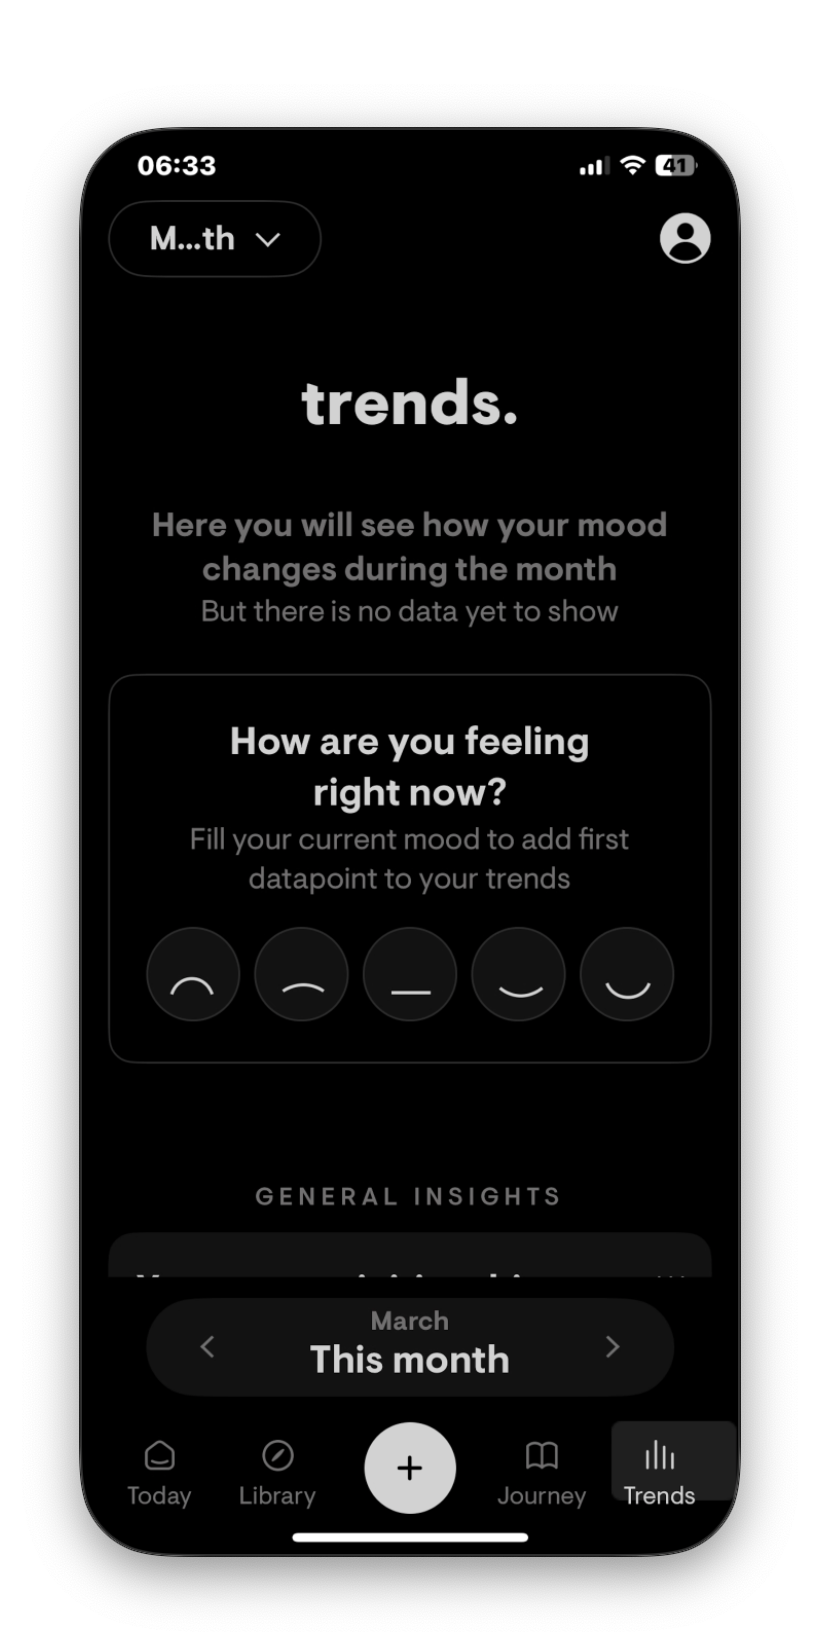 06:33
41
M...th
trends.
Here you will see how your mood
changes during the month
But there is no data yet to show
How are you feeling
right now?
Fill your current mood to add first
datapoint to your trends
GENERAL INSIGHTS
March
This month
Today
Library
Journey
Trends